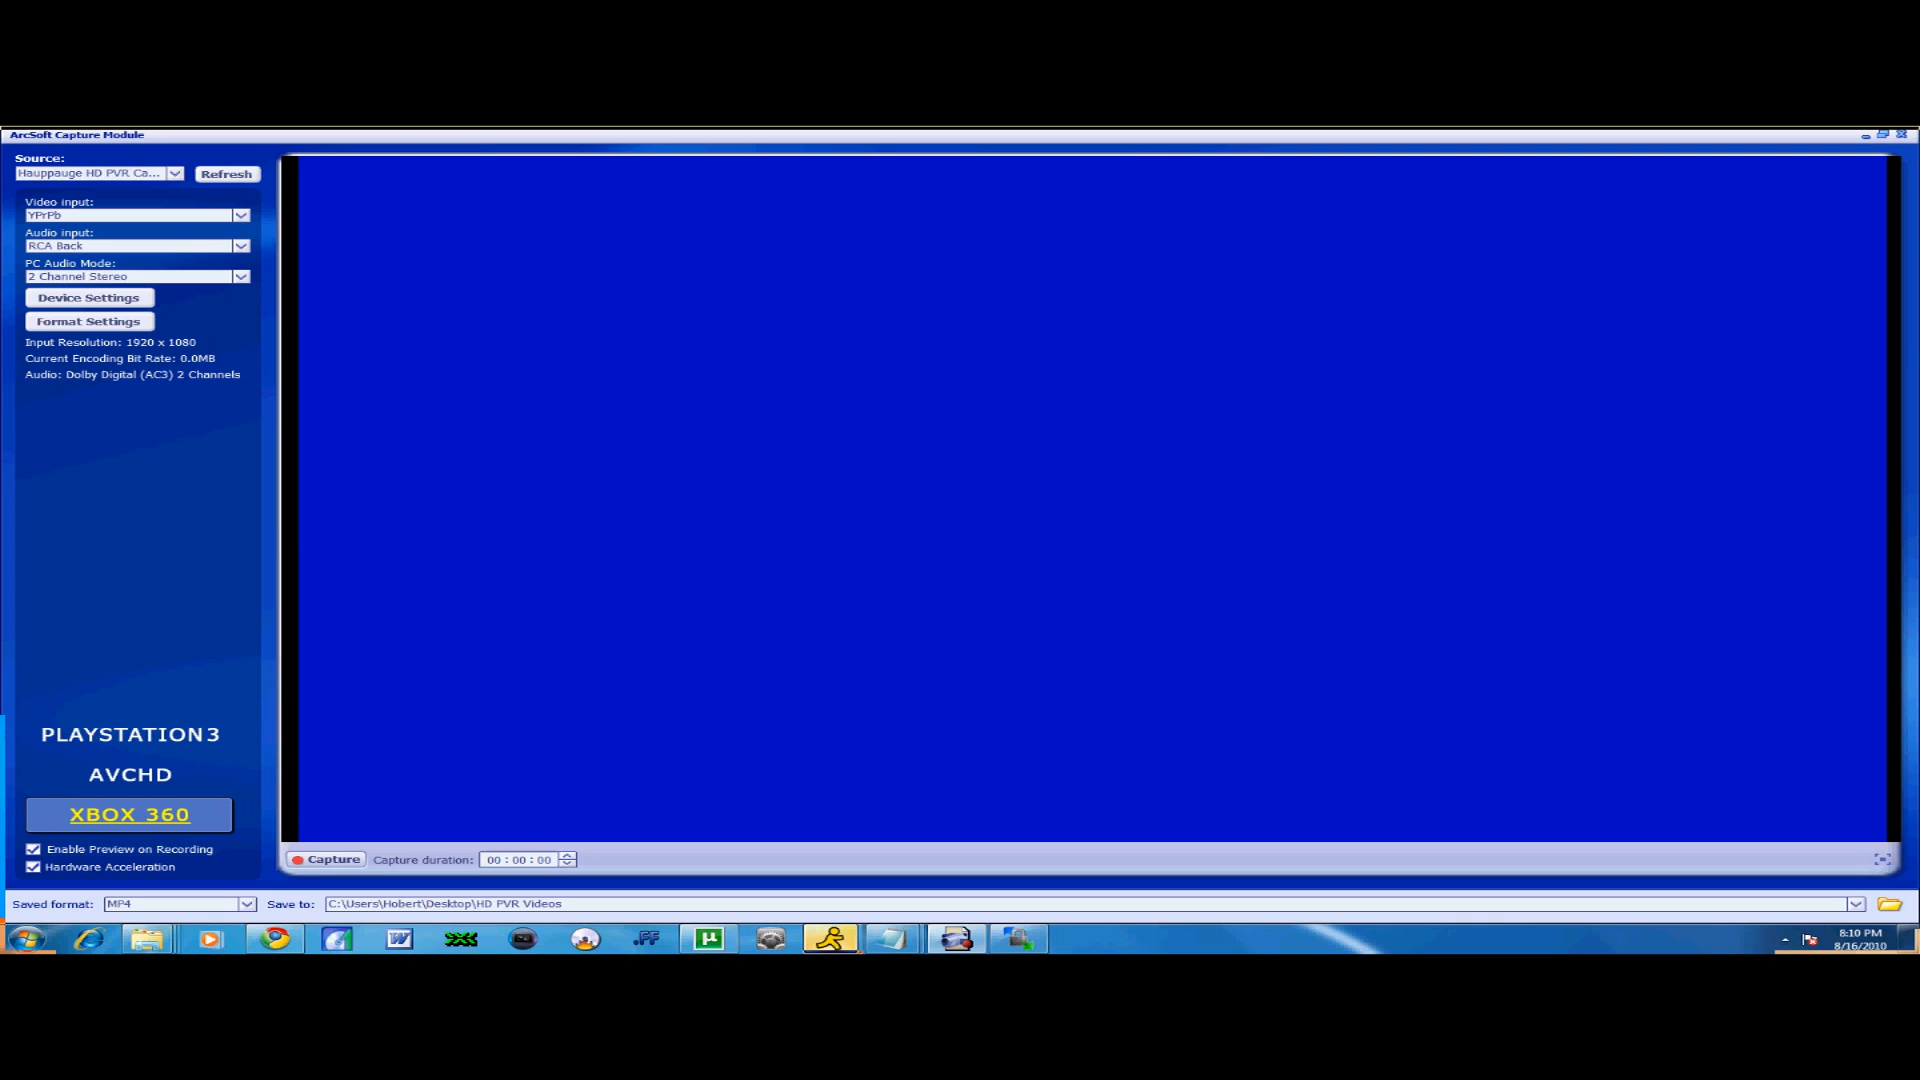 ArcSoft Capture Module
Source:
Hauppauge HD PVR Ca...
Refresh
Video input:
YPrPb
Audio input:
RCA Back
PC Audio Mode:
2 Channel Stereo
Device Settings
Format Settings
Input Resolution: 1920 x 1080
Current Encoding Bit Rate: 0.0MB
Audio: Dolby Digital (AC3) 2 Channels
PLAYSTATION3
AVCHD
XBOX 360
Enable Preview on Recording
Hardware Acceleration
Capture
Capture duration:
00 : 00 : 00
Saved format:
MP4
Save to:
C:\Users\Hobert\Desktop\HD PVR Videos
W
.FF
µ
8:10 PM
8/16/2010